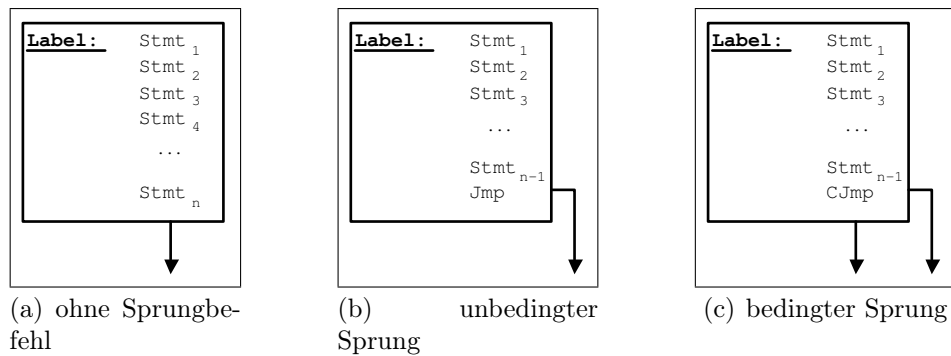 Label: Stmt 1
Stmt 2
Stmt 3
Stmt 4
...
Stmt n
(a) ohne Sprungbe-
fehl
Label: Stmt 1
Stmt 2
Stmt 3
...
Stmt n-1
Jmp
(b) unbedingter
Sprung
Label: Stmt 1
Stmt 2
Stmt 3
...
Stmt n-1
CJmp
(c) bedingter Sprung